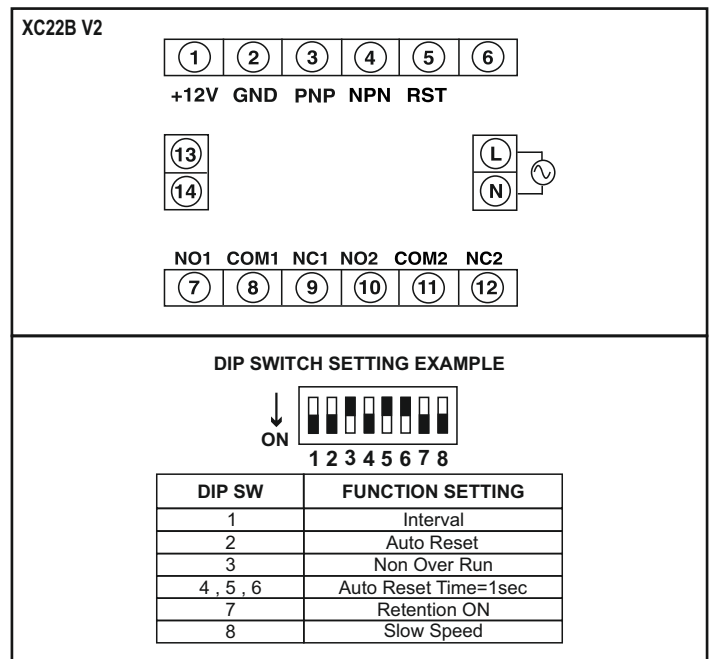 XC22B V2
1 2 3 4 5 6
+12V GND PNP NPN RST
13 L
14 N
NO1 COM1 NC1 NO2 COM2 NC2
7 8 9 10 11 12
DIP SWITCH SETTING EXAMPLE
ON
1 2 3 4 5 6 7 8
DIP SW FUNCTION SETTING
1 Interval
2 Auto Reset
3 Non Over Run
4 , 5 , 6 Auto Reset Time=1sec
7 Retention ON
8 Slow Speed